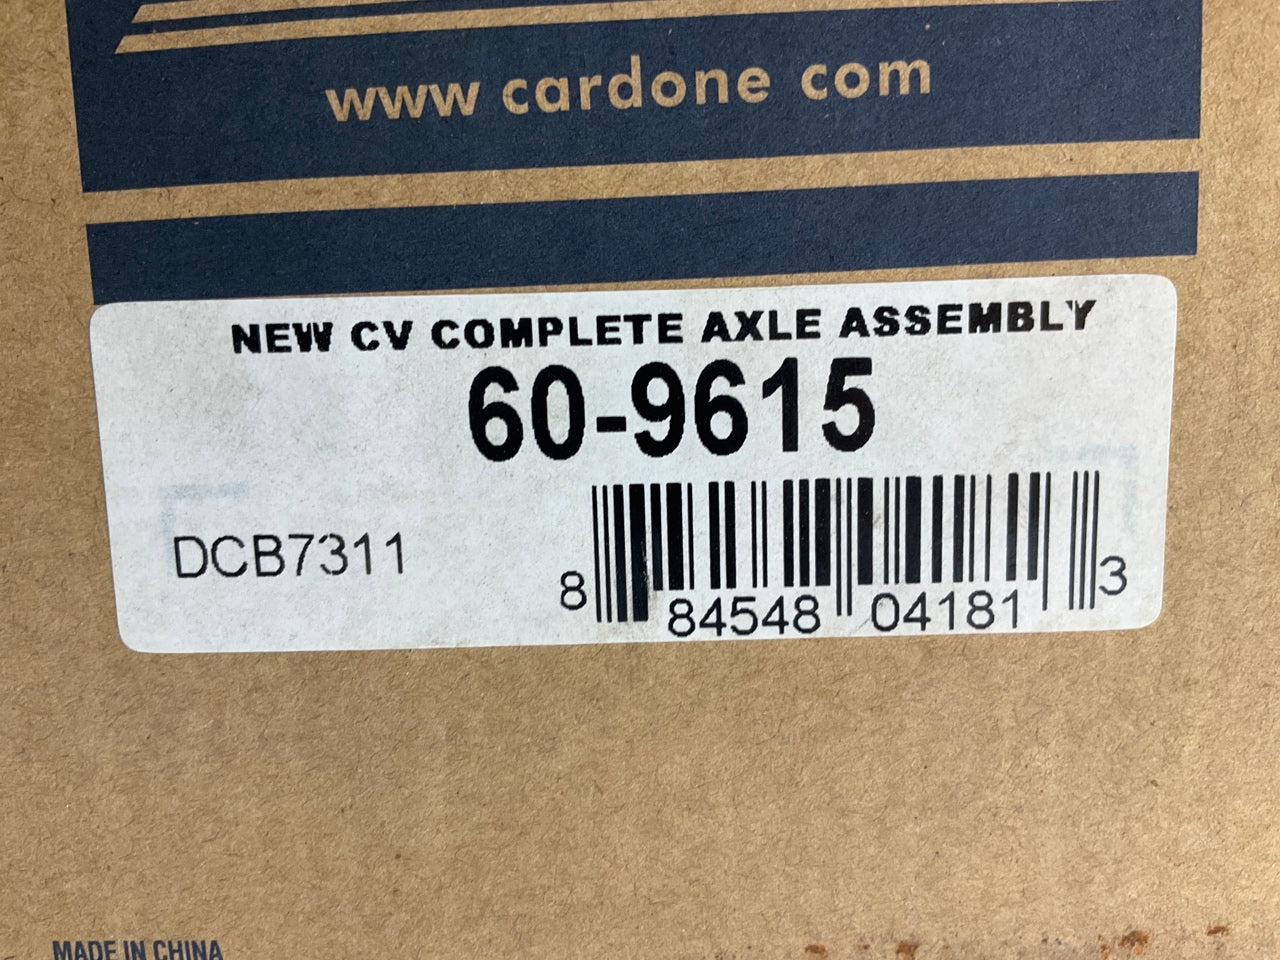 www cardone com
NEW CV COMPLETE AXLE ASSEMBLY
60-9615
DCB7311
8 84548 04181 3
MADE IN CHINA